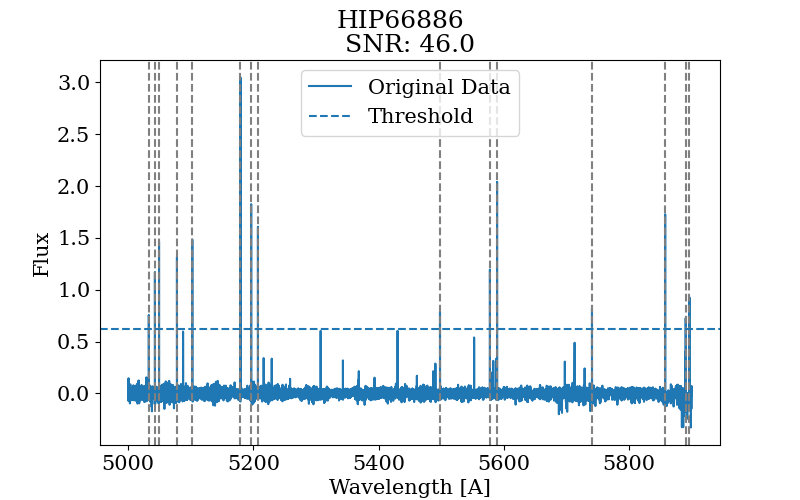 HIP66886
SNR: 46.0
Original Data
Threshold
3.0
2.5
2.0
1.5
1.0
0.5
0.0
Flux
5000 5200 5400 5600 5800
Wavelength [A]